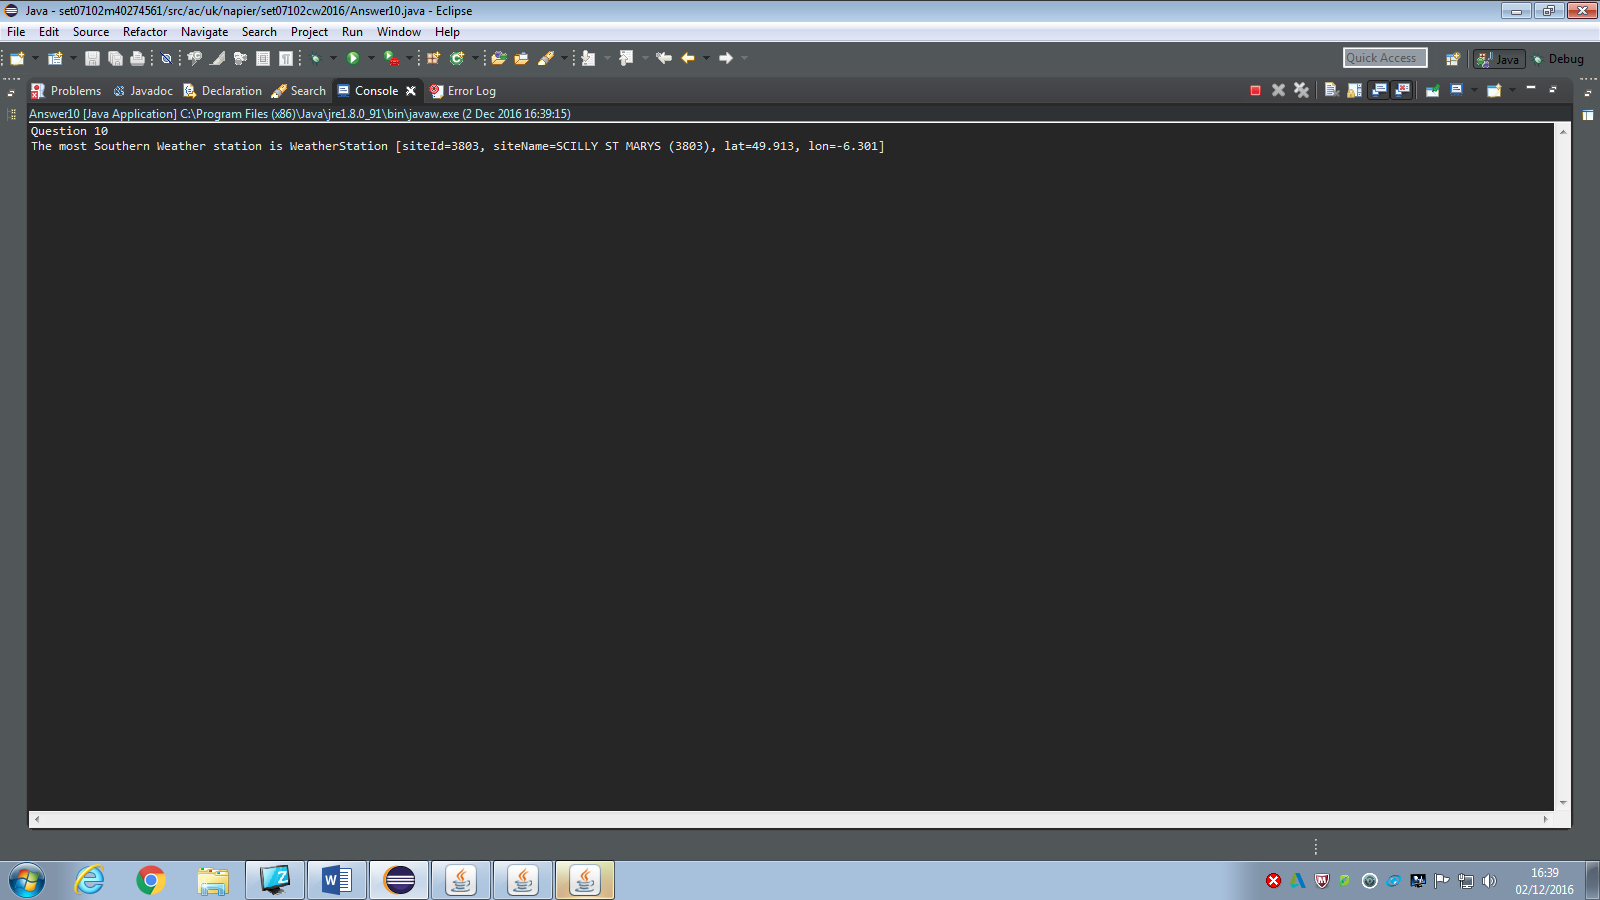 Java - set07102m40274561/src/ac/uk/napier/set07102cw2016/Answer10.java - Eclipse
File Edit Source Refactor Navigate Search Project Run Window Help
Quick Access Java Debug
Problems Javadoc Declaration Search Console Error Log
Answer10 [Java Application] C:\Program Files (x86)\Java\jre1.8.0_91\bin\javaw.exe (2 Dec 2016 16:39:15)
Question 10
The most Southern Weather station is WeatherStation [siteId=3803, siteName=SCILLY ST MARYS (3803), lat=49.913, lon=-6.301]
16:39
02/12/2016